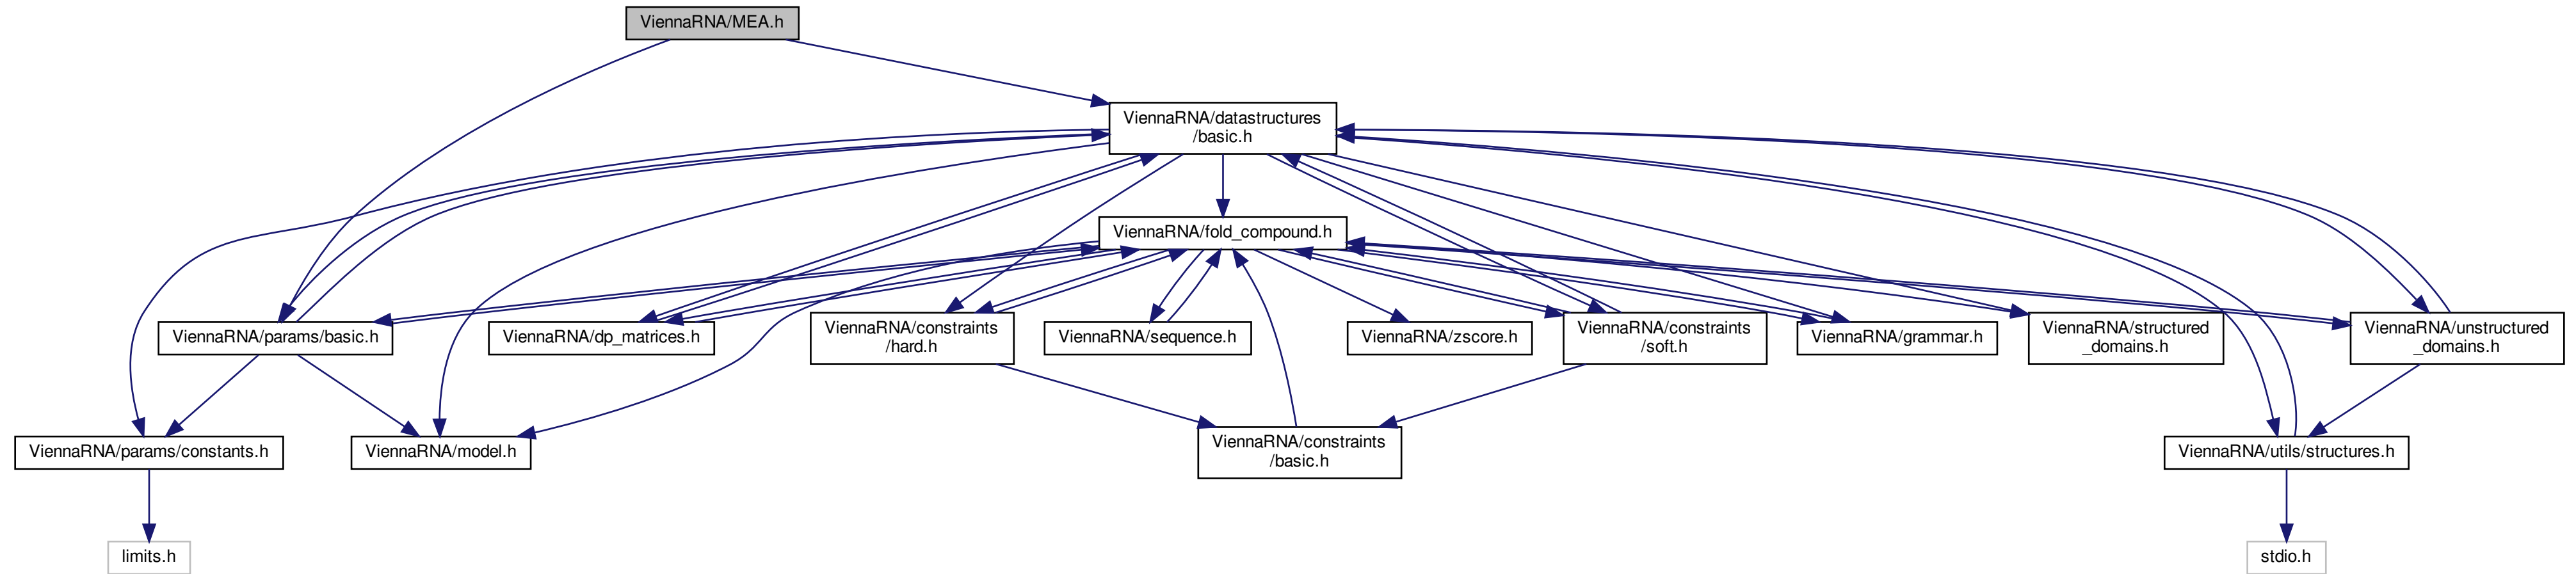 ViennaRNA/MEA.h
ViennaRNA/datastructures
/basic.h
ViennaRNA/fold_compound.h
ViennaRNA/params/basic.h
ViennaRNA/dp_matrices.h
ViennaRNA/constraints
/hard.h
ViennaRNA/sequence.h
ViennaRNA/zscore.h
ViennaRNA/constraints
/soft.h
ViennaRNA/grammar.h
ViennaRNA/structured
_domains.h
ViennaRNA/unstructured
_domains.h
ViennaRNA/params/constants.h
ViennaRNA/model.h
ViennaRNA/constraints
/basic.h
ViennaRNA/utils/structures.h
limits.h
stdio.h